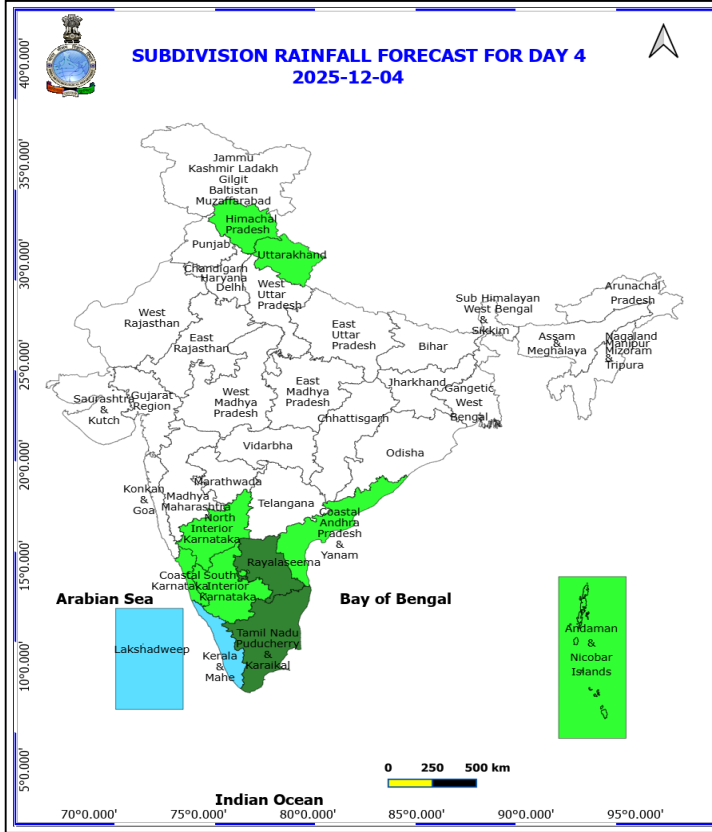 SUBDIVISION RAINFALL FORECAST FOR DAY 4
2025-12-04
40°0.000'
35°0.000'
30°0.000'
25°0.000'
20°0.000'
15°0.000'
10°0.000'
5°0.000'
Jammu
Kashmir Ladakh
Gilgit
Baltistan
Muzaffarabad
Himachal
Pradesh
Punjab
Uttarakhand
Chandigarh
Haryana
Delhi
West
Uttar
Pradesh
Arunachal
Pradesh
West
Rajasthan
Sub Himalayan
West Bengal
&
Sikkim
East
Rajasthan
East
Uttar
Pradesh
Bihar
Assam
&
Meghalaya
Nagaland
Manipur
Mizoram
&
Tripura
Saurashtra
&
Kutch
Gujarat
Region
West
Madhya
Pradesh
East
Madhya
Pradesh
Jharkhand
Gangetic
West
Bengal
Chhattisgarh
Vidarbha
Odisha
Konkan
&
Goa
Marathwada
Madhya
Maharashtra
Telangana
North
Interior
Karnataka
Coastal
Andhra
Pradesh
&
Yanam
Rayalaseema
Coastal
Karnataka
South
Interior
Karnataka
Arabian Sea
Bay of Bengal
Lakshadweep
Kerala
&
Mahe
Tamil Nadu
Puducherry
&
Karaikal
Andaman
&
Nicobar
Islands
0 250 500 km
Indian Ocean
70°0.000' 75°0.000' 80°0.000' 85°0.000' 90°0.000' 95°0.000'